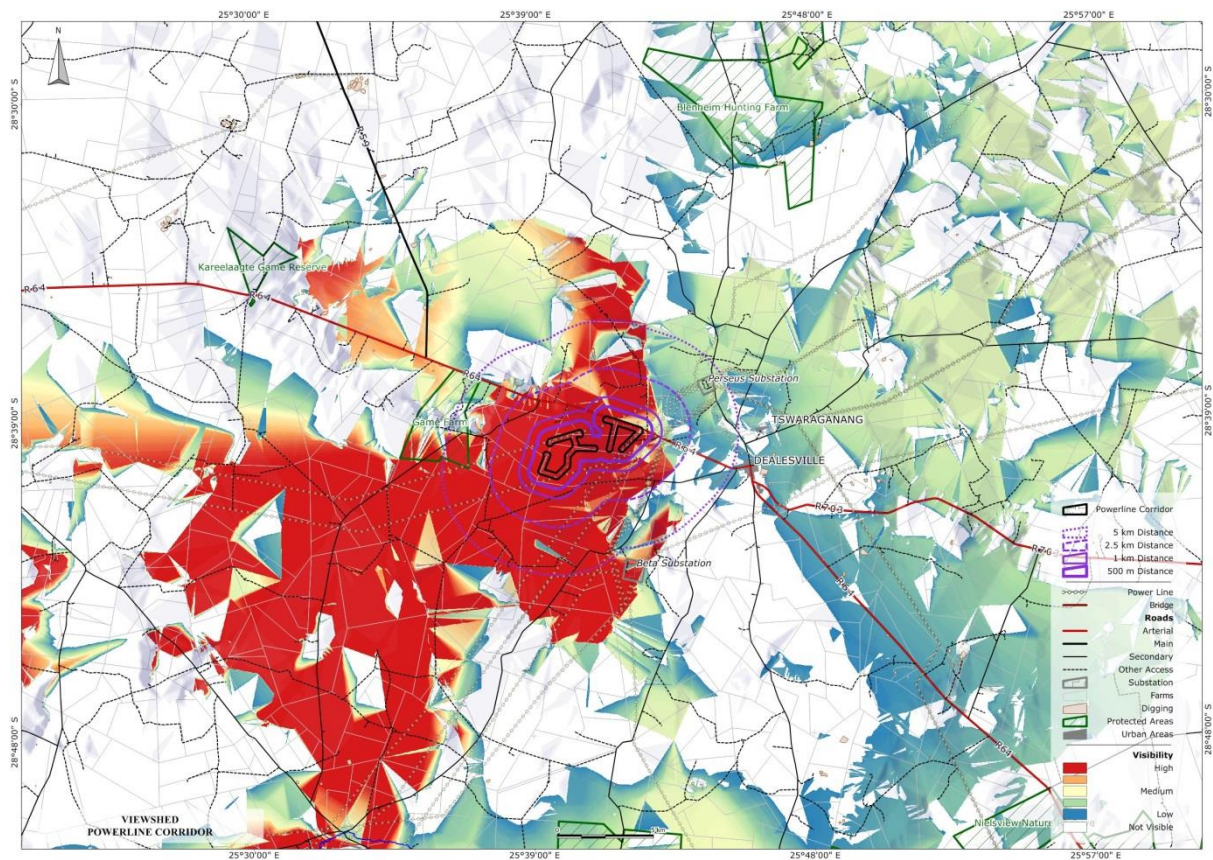 25°30'00" E
25°39'00" E
25°48'00" E
25°57'00" E
N
28°30'00" S
28°30'00" S
Blenheim Hunting Farm
R59
Kareelaagte Game Reserve
R64
R64
R64
Perseus Substation
28°39'00" S
Game Farm
TSWARAGANANG
28°39'00" S
R64
DEALESVILLE
R703
Powerline Corridor
5 km Distance
2.5 km Distance
1 km Distance
500 m Distance
Beta Substation
R64
Power Line
Bridge
Roads
Arterial
Main
Secondary
Other Access
Substation
Farms
Digging
Protected Areas
Urban Areas
28°48'00" S
R64
28°48'00" S
Visibility
High
Medium
Low
Not Visible
VIEWSHED
POWERLINE CORRIDOR
0
Nietsview Nature
25°30'00" E
25°39'00" E
25°48'00" E
25°57'00" E